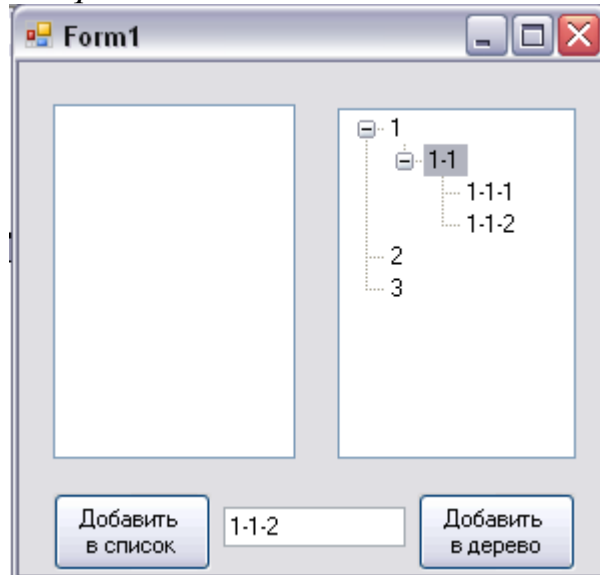 Form1
1
1-1
1-1-1
1-1-2
2
3
Добавить
в список
1-1-2
Добавить
в дерево